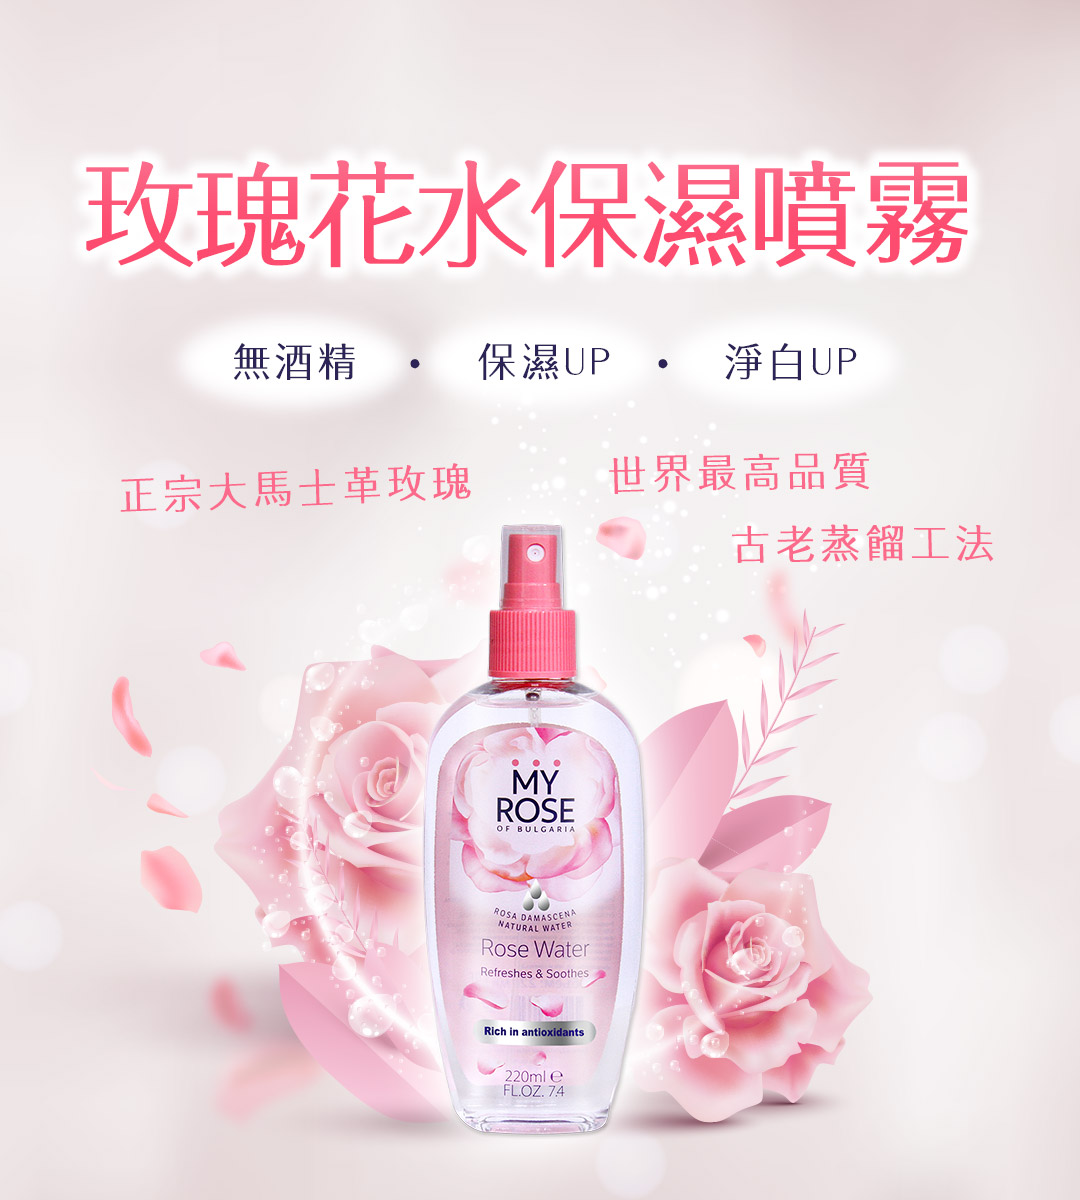 玫瑰花水保濕噴霧
無酒精 • 保濕UP • 淨白UP
正宗大馬士革玫瑰
世界最高品質
古老蒸餾工法
MY
ROSE
OF BULGARIA
ROSA DAMASCENA
NATURAL WATER
Rose Water
Refreshes & Soothes
Rich in antioxidants
220ml ℮
FL.OZ. 7.4